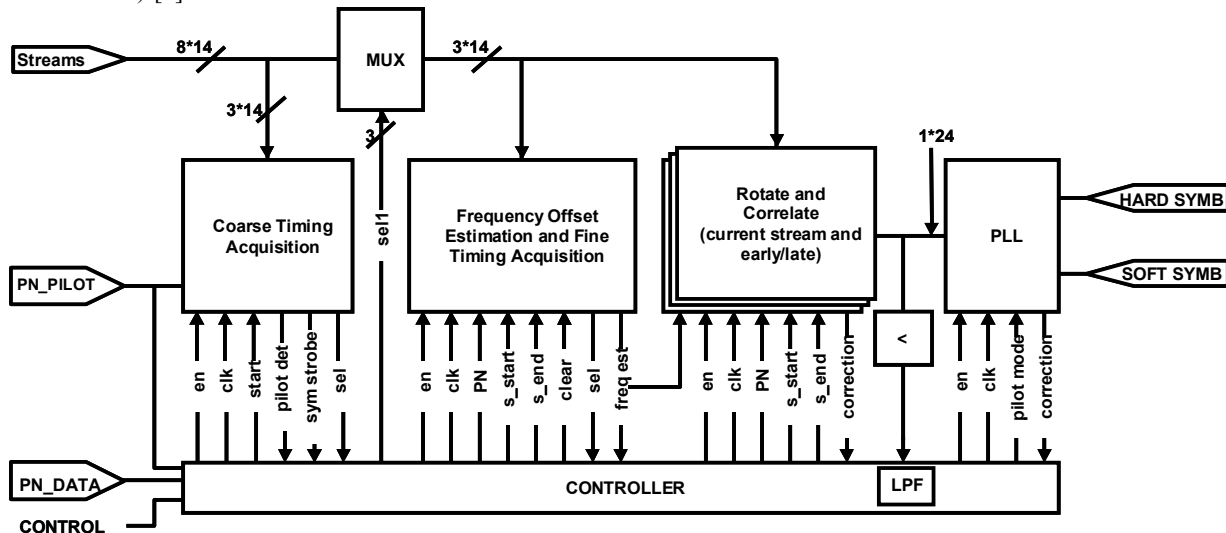 8*14
3*14
Streams
MUX
3*14
3
1*24
Coarse Timing
Acquisition
sel1
Frequency Offset
Estimation and Fine
Timing Acquisition
Rotate and
Correlate
(current stream and
early/late)
PLL
HARD SYMB
SOFT SYMB
PN_PILOT
<
en
clk
start
pilot det
sym strobe
sel
en
clk
PN
s_start
s_end
clear
sel
freq est
en
clk
PN
s_start
s_end
correction
en
clk
pilot mode
correction
PN_DATA
CONTROLLER
LPF
CONTROL